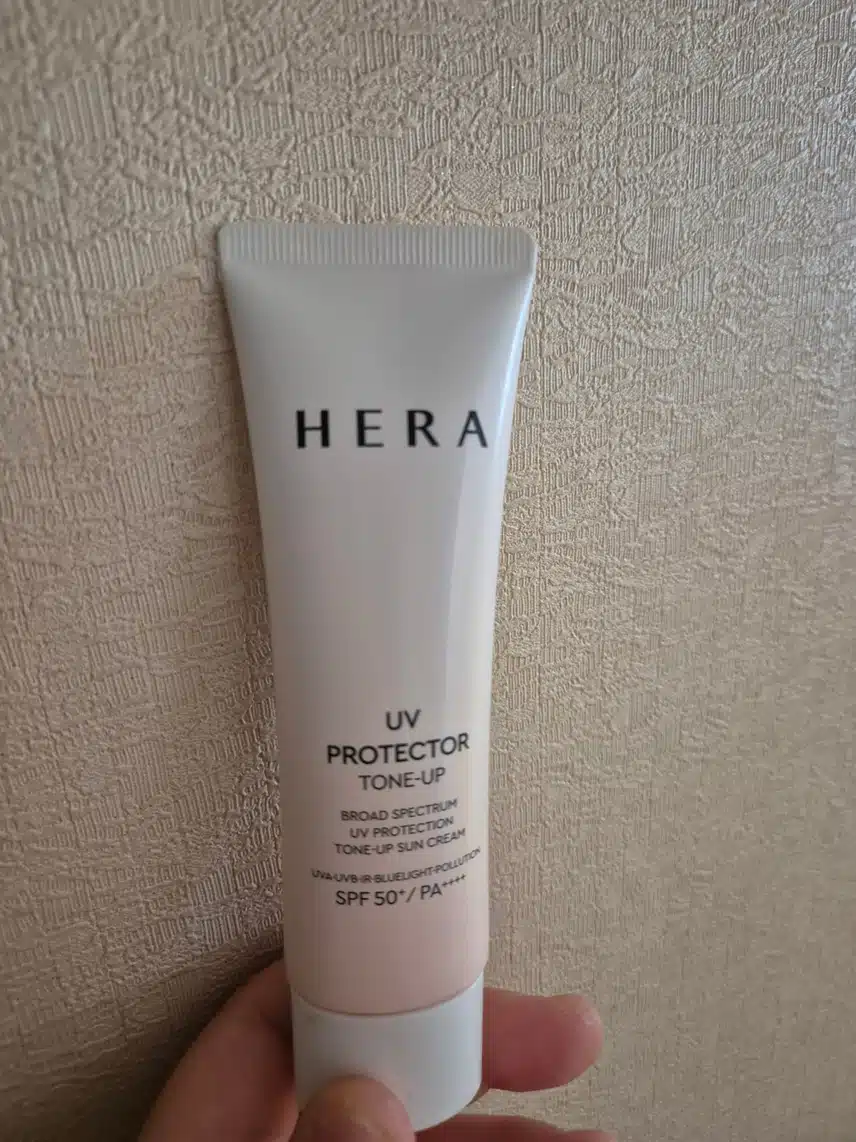 HERA
UV
PROTECTOR
TONE-UP
BROAD SPECTRUM
UV PROTECTION
TONE-UP SUN CREAM
UVA·UVB·IR·BLUELIGHT·POLLUTION
SPF 50⁺/ PA⁺⁺⁺⁺